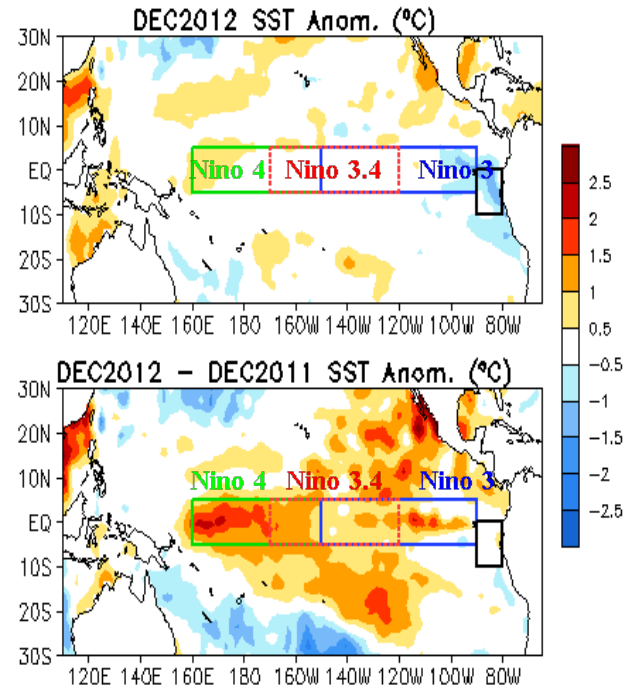 DEC2012 SST Anom. (ºC)
30N
20N
10N
EQ
10S
20S
30S
Nino 4 Nino 3.4 Nino 3
120E 140E 160E 180 160W 140W 120W 100W 80W
DEC2012 – DEC2011 SST Anom. (ºC)
30N
20N
10N
EQ
10S
20S
30S
Nino 4 Nino 3.4 Nino 3
120E 140E 160E 180 160W 140W 120W 100W 80W
2.5
2
1.5
1
0.5
-0.5
-1
-1.5
-2
-2.5